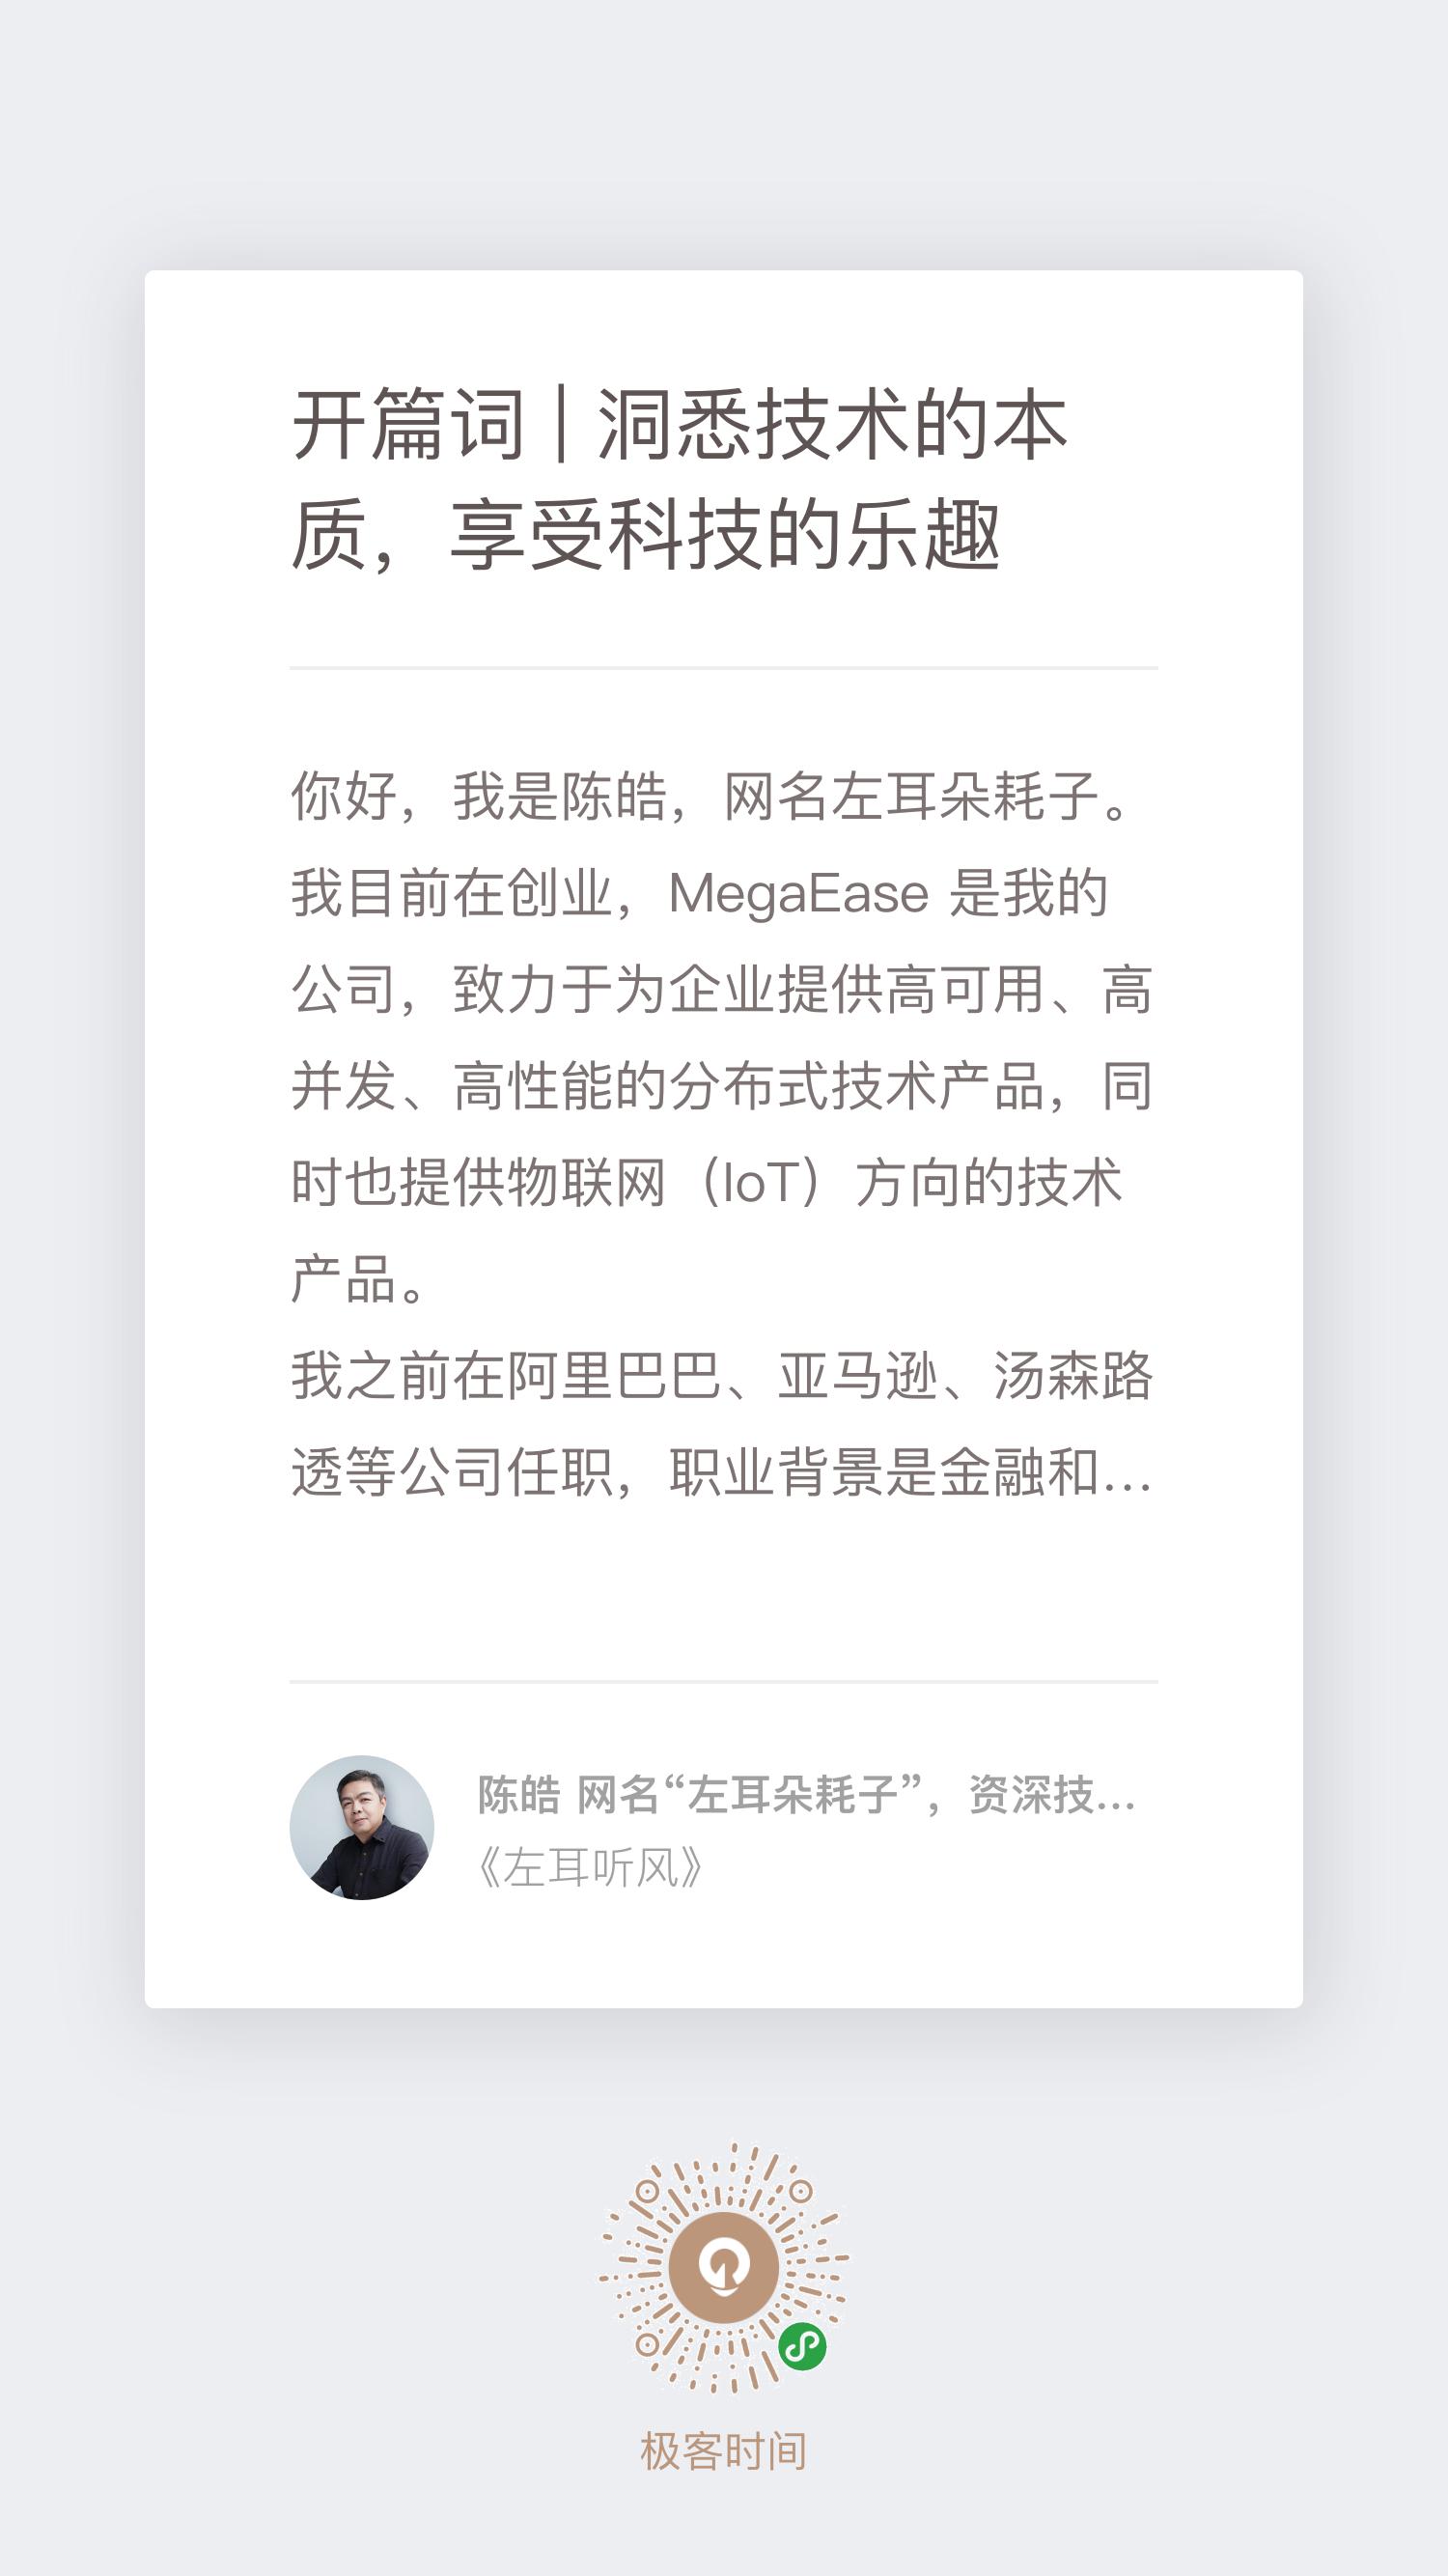 开篇词 | 洞悉技术的本
质，享受科技的乐趣
你好，我是陈皓，网名左耳朵耗子。
我目前在创业，MegaEase 是我的
公司，致力于为企业提供高可用、高
并发、高性能的分布式技术产品，同
时也提供物联网（IoT）方向的技术
产品。
我之前在阿里巴巴、亚马逊、汤森路
透等公司任职，职业背景是金融和...
陈皓 网名“左耳朵耗子”，资深技...
《左耳听风》
极客时间